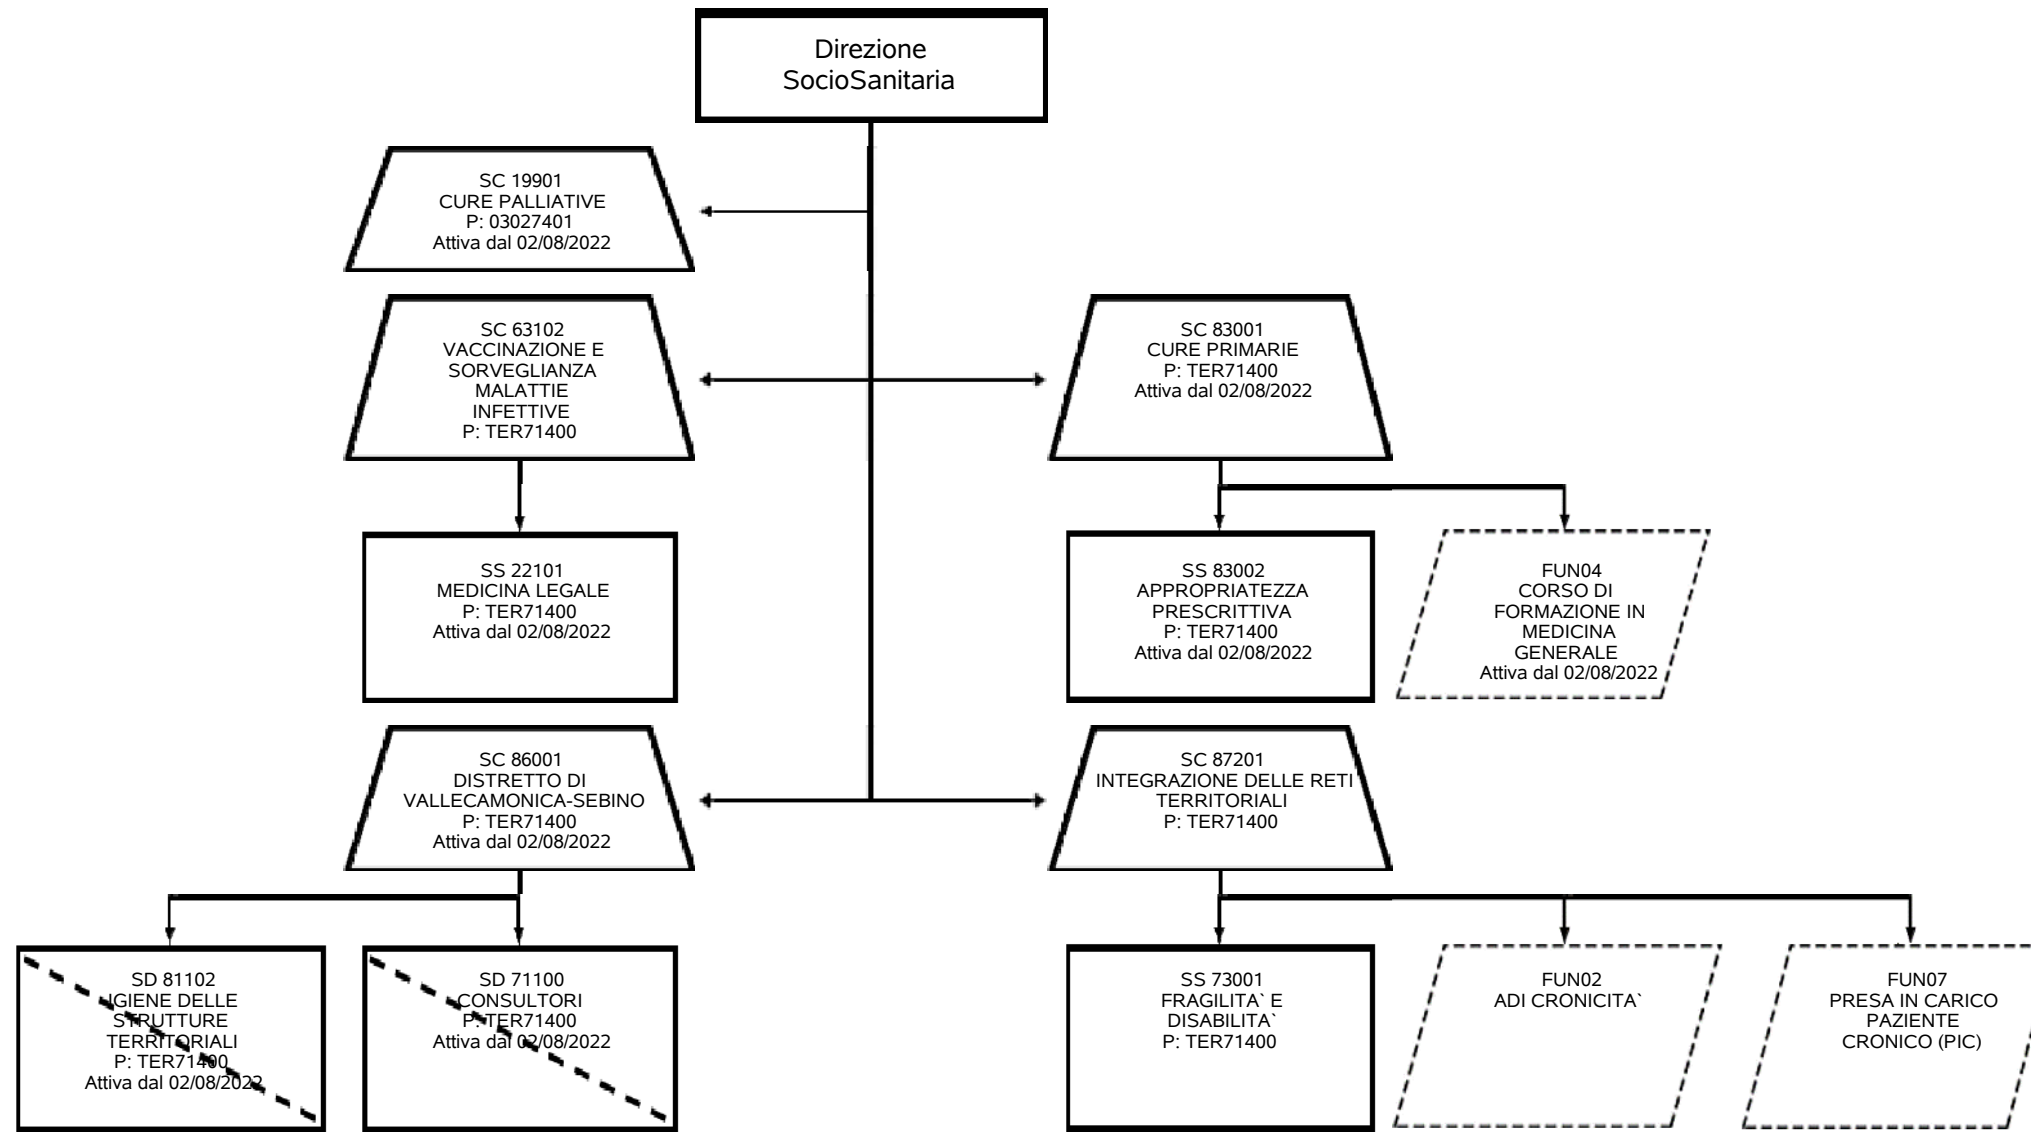 Direzione
SocioSanitaria
SC 19901
CURE PALLIATIVE
P: 03027401
Attiva dal 02/08/2022
SC 63102
VACCINAZIONE E
SORVEGLIANZA
MALATTIE
INFETTIVE
P: TER71400
SC 83001
CURE PRIMARIE
P: TER71400
Attiva dal 02/08/2022
SS 22101
MEDICINA LEGALE
P: TER71400
Attiva dal 02/08/2022
SS 83002
APPROPRIATEZZA
PRESCRITTIVA
P: TER71400
Attiva dal 02/08/2022
FUN04
CORSO DI
FORMAZIONE IN
MEDICINA
GENERALE
Attiva dal 02/08/2022
SC 86001
DISTRETTO DI
VALLECAMONICA-SEBINO
P: TER71400
Attiva dal 02/08/2022
SC 87201
INTEGRAZIONE DELLE RETI
TERRITORIALI
P: TER71400
SD 81102
IGIENE DELLE
STRUTTURE
TERRITORIALI
P: TER71400
Attiva dal 02/08/2022
SD 71100
CONSULTORI
P: TER71400
Attiva dal 02/08/2022
SS 73001
FRAGILITA` E
DISABILITA`
P: TER71400
FUN02
ADI CRONICITA`
FUN07
PRESA IN CARICO
PAZIENTE
CRONICO (PIC)